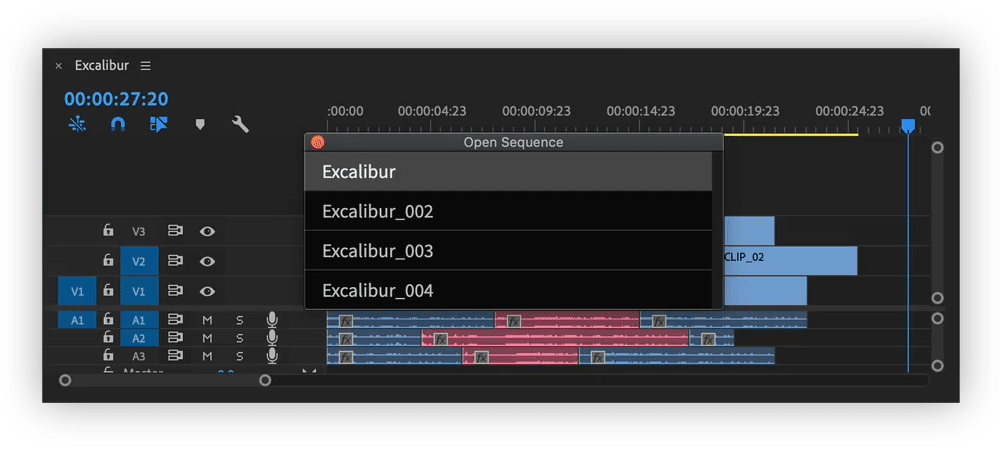 × Excalibur ☰
00:00:27:20
:00:00 00:00:04:23 00:00:09:23 00:00:14:23 00:00:19:23 00:00:24:23 00
Open Sequence
Excalibur
Excalibur_002
Excalibur_003
Excalibur_004
V3
V2 CLIP_02
V1 V1
A1 A1 M S fx fx fx
A2 M S fx fx fx
A3 M S fx fx fx